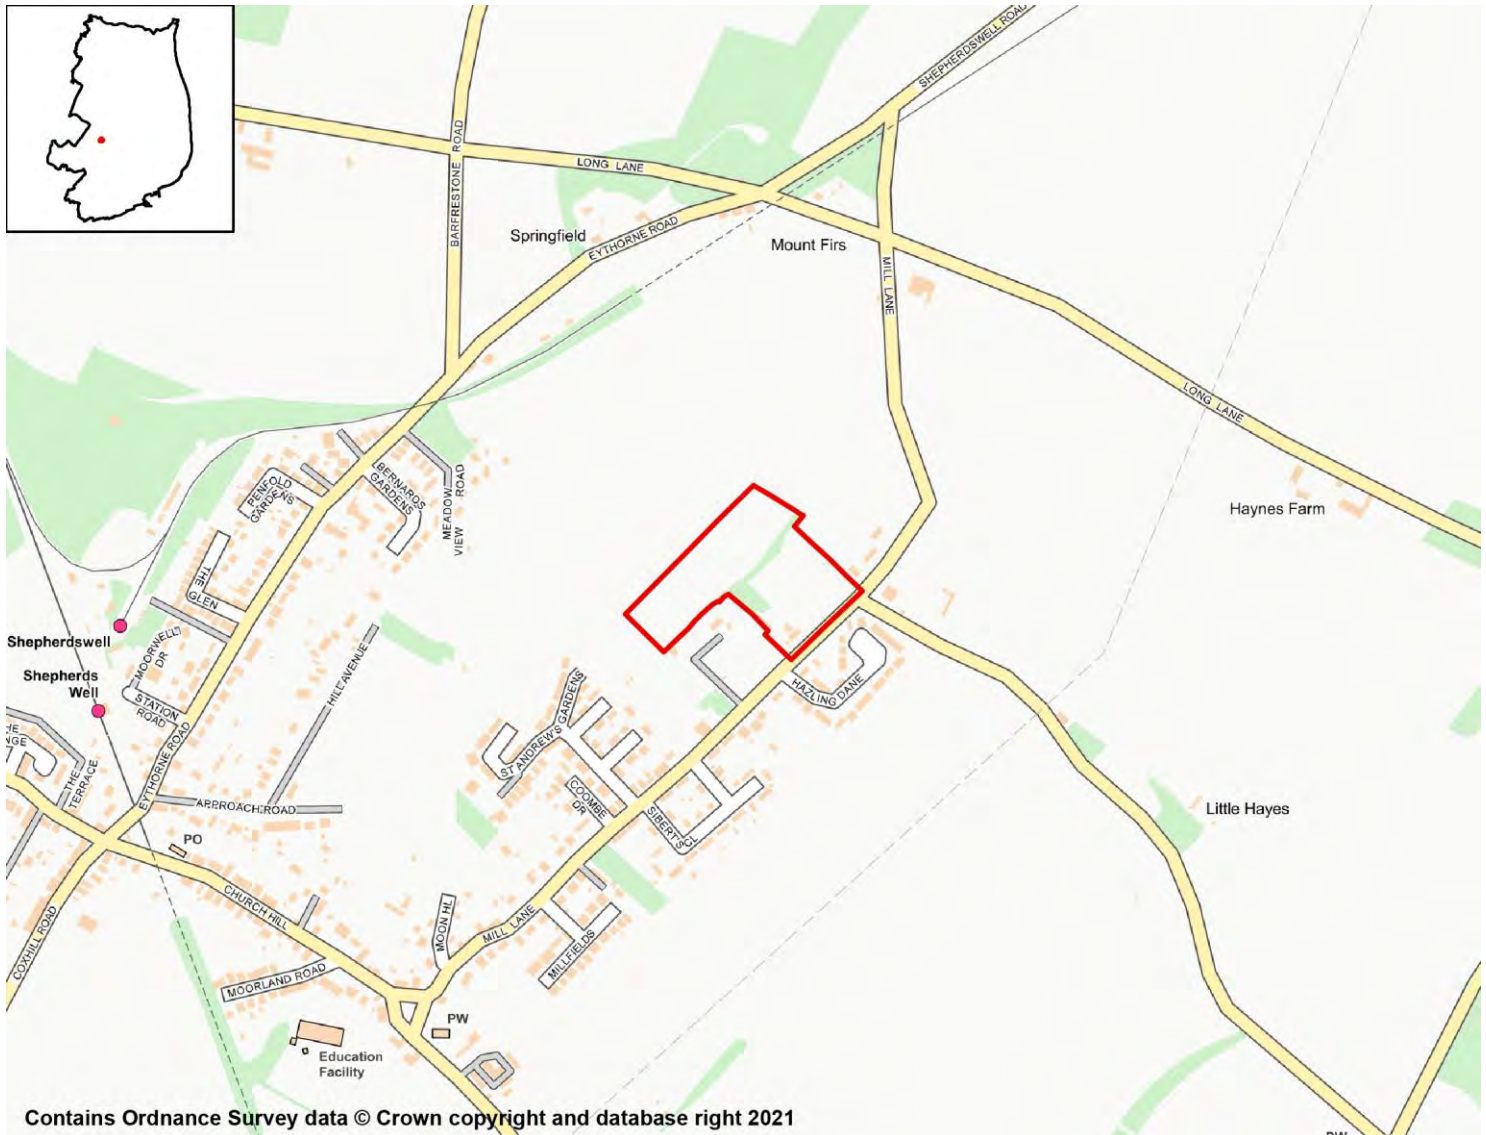 SHEPHERDSWELL ROAD
BARFRESTONE ROAD
LONG LANE
Springfield
EYTHORNE ROAD
Mount Firs
MILL LANE
LONG LANE
BERNARDS
GARDENS
PENFOLD
GARDENS
MEADOW
VIEW
ROAD
Haynes Farm
THE
GLEN
Shepherdswell
MOORWELL
DR
Shepherds
Well
STATION
ROAD
HILL AVENUE
HAZLING DANE
ST ANDREW'S GARDENS
THE
TERRACE
EYTHORNE ROAD
APPROACH ROAD
COOMBE
DR
SIBERTS
CL
Little Hayes
PO
CHURCH HILL
COXHILL ROAD
MOON HL
MILL LANE
MILLFIELDS
MOORLAND ROAD
PW
Education
Facility
Contains Ordnance Survey data © Crown copyright and database right 2021